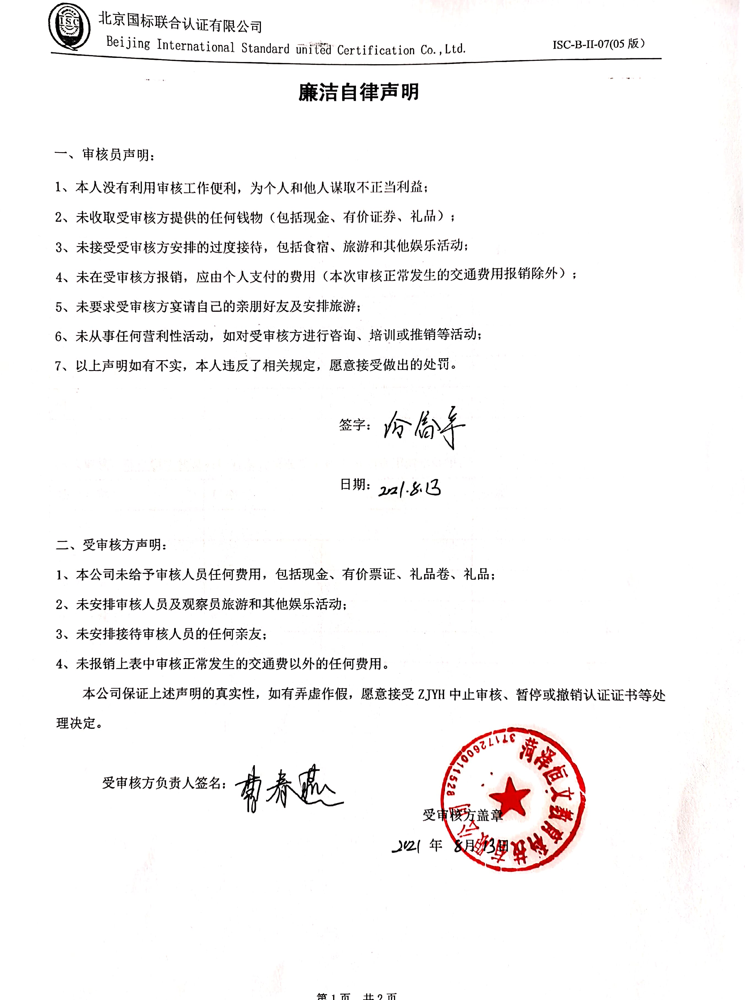 ISC
北京国标联合认证有限公司
Beijing International Standard united Certification Co.,Ltd.
ISC-B-II-07(05 版)
廉洁自律声明
一、审核员声明：
1、本人没有利用审核工作便利，为个人和他人谋取不正当利益；
2、未收取受审核方提供的任何钱物（包括现金、有价证券、礼品）；
3、未接受受审核方安排的过度接待，包括食宿、旅游和其他娱乐活动；
4、未在受审核方报销，应由个人支付的费用（本次审核正常发生的交通费用报销除外）；
5、未要求受审核方宴请自己的亲朋好友及安排旅游；
6、未从事任何营利性活动，如对受审核方进行咨询、培训或推销等活动；
7、以上声明如有不实，本人违反了相关规定，愿意接受做出的处罚。
签字：
日期：2021.8.13
二、受审核方声明：
1、本公司未给予审核人员任何费用，包括现金、有价票证、礼品卷、礼品；
2、未安排审核人员及观察员旅游和其他娱乐活动；
3、未安排接待审核人员的任何亲友；
4、未报销上表中审核正常发生的交通费以外的任何费用。
本公司保证上述声明的真实性，如有弄虚作假，愿意接受 ZJYH 中止审核、暂停或撤销认证证书等处
理决定。
受审核方负责人签名：曹春燕
菏泽恒文教育科技有限公司
3717260011528
受审核方盖章
2021 年 8月 13日
第 1 页 共 2 页